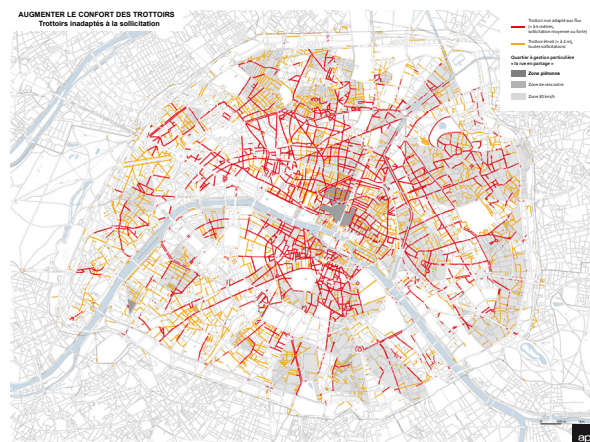 AUGMENTER LE CONFORT DES TROTTOIRS
Trottoirs inadaptés à la sollicitation
Trottoir non adapté aux flux
(< à 4 mètres,
sollicitation moyenne ou forte)
Trottoir étroit (< à 2 m),
toutes sollicitations
Quartier à gestion particulière
« la rue en partage »
Zone piétonne
Zone de rencontre
Zone 30 km/h
ap